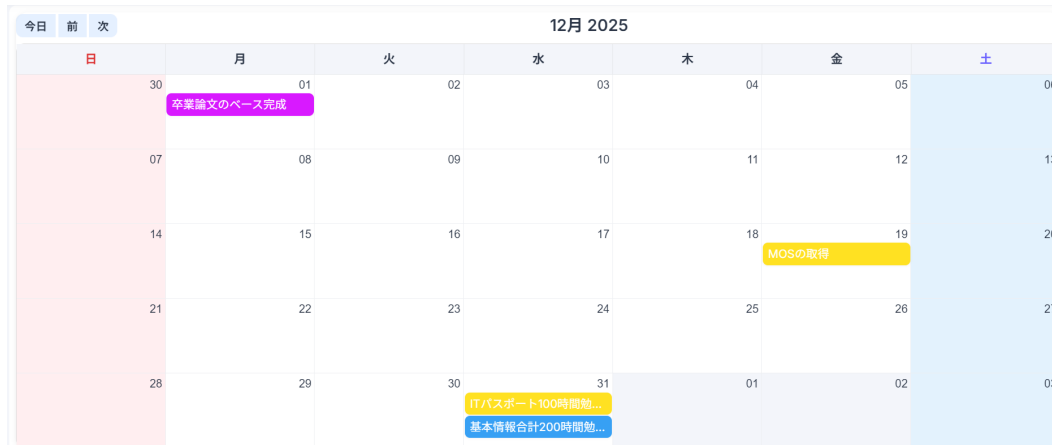 今日 前 次
12月 2025
日 月 火 水 木 金 土
30 01 02 03 04 05
卒業論文のベース完成
07 08 09 10 11 12
14 15 16 17 18 19
MOSの取得
21 22 23 24 25 26
28 29 30 31 01 02
ITパスポート100時間勉...
基本情報合計200時間勉...